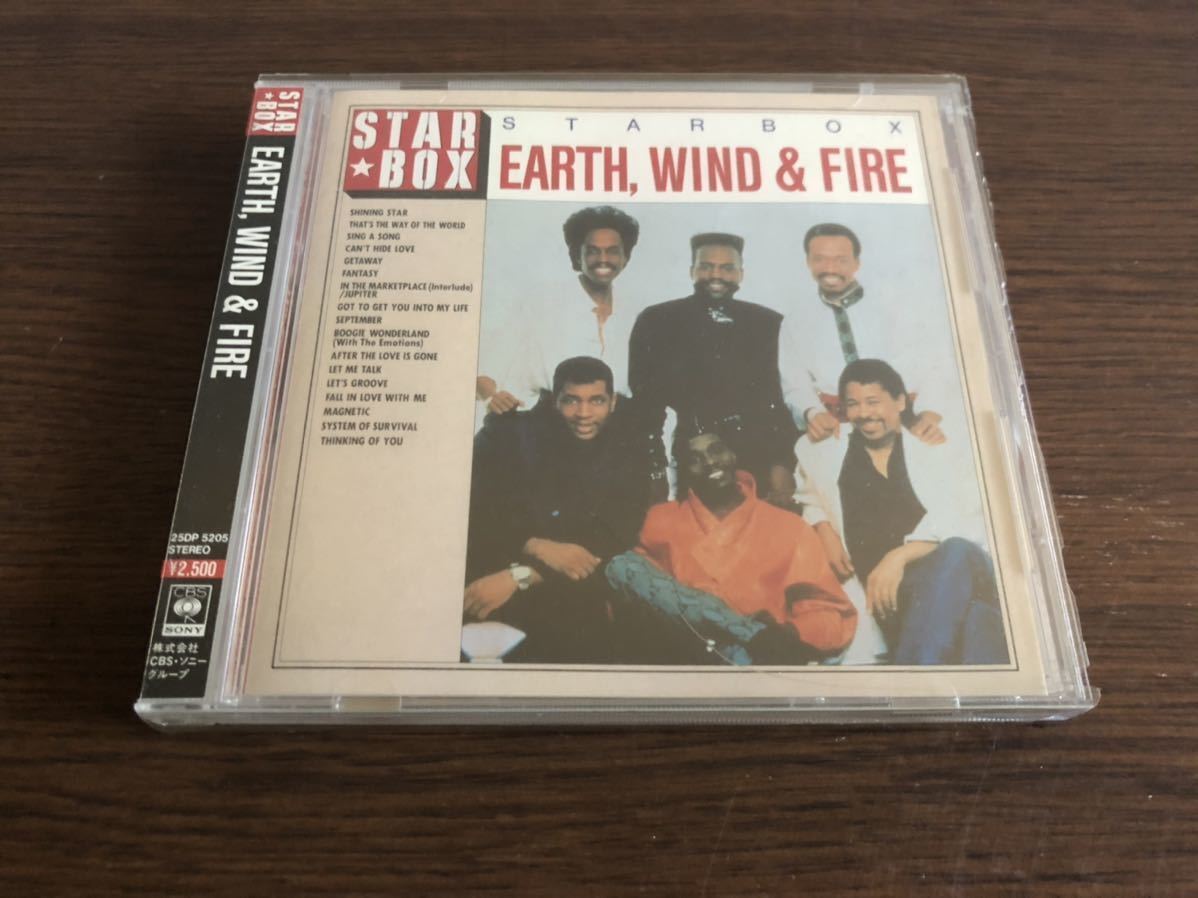 STAR
★BOX
EARTH, WIND & FIRE
25DP 5205
STEREO
¥2,500
CBS
SONY
株式会社
CBS・ソニー
グループ
STAR
★BOX
STARBOX
EARTH, WIND & FIRE
SHINING STAR
THAT'S THE WAY OF THE WORLD
SING A SONG
CAN'T HIDE LOVE
GETAWAY
FANTASY
IN THE MARKETPLACE (Interlude)
/JUPITER
GOT TO GET YOU INTO MY LIFE
SEPTEMBER
BOOGIE WONDERLAND
(With The Emotions)
AFTER THE LOVE IS GONE
LET ME TALK
LET'S GROOVE
FALL IN LOVE WITH ME
MAGNETIC
SYSTEM OF SURVIVAL
THINKING OF YOU